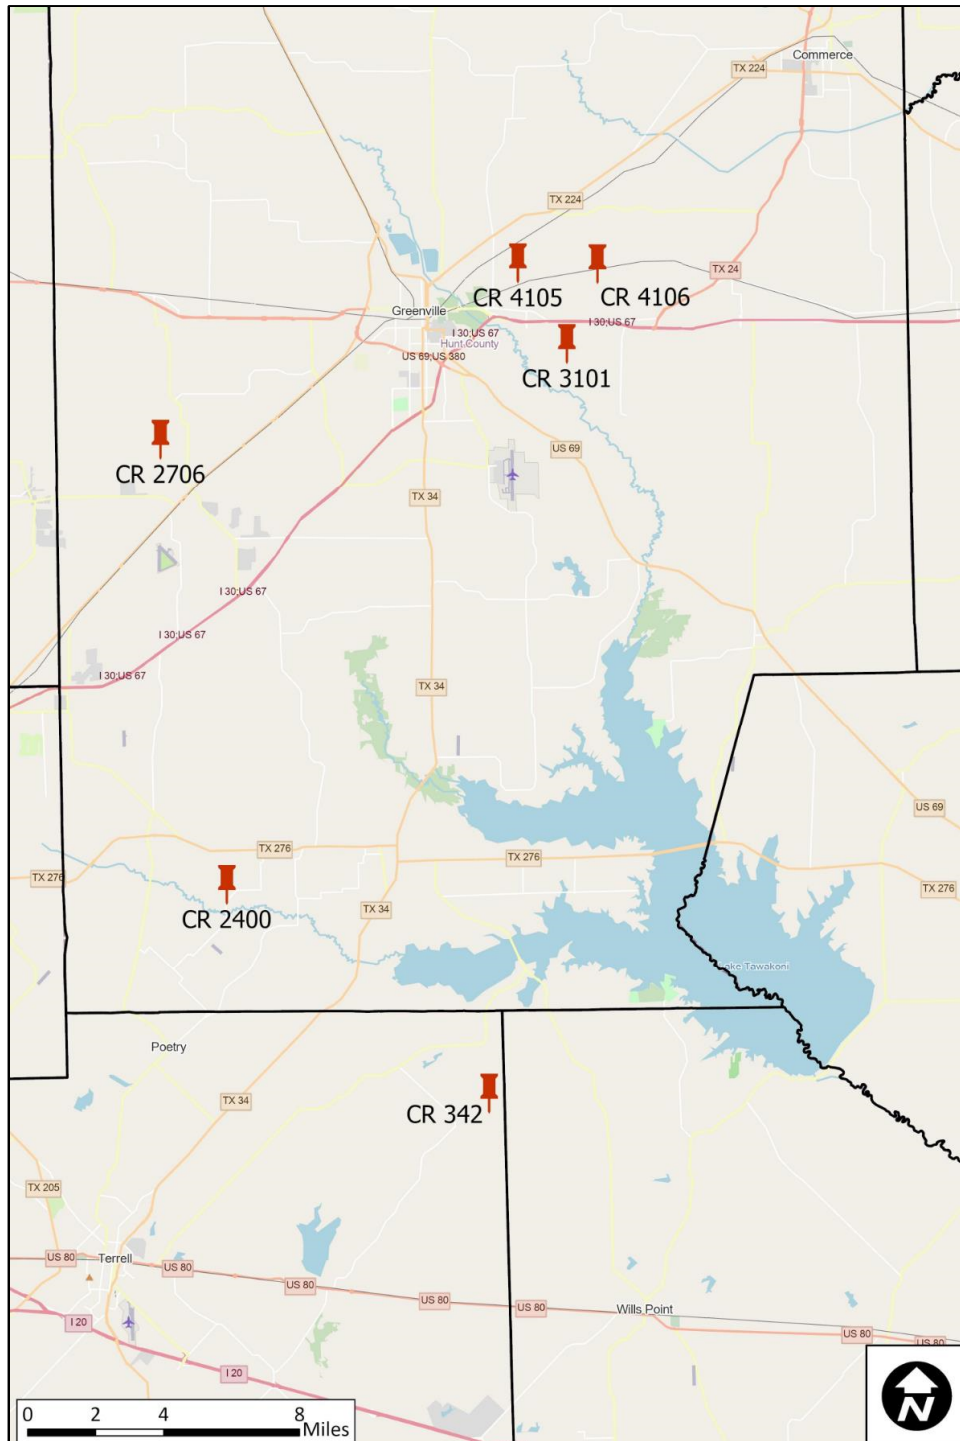 Commerce
TX 224
TX 224
CR 4105
CR 4106
TX 24
Greenville
I 30;US 67
I 30;US 67
Hunt County
US 69;US 380
CR 3101
CR 2706
US 69
TX 34
I 30;US 67
I 30;US 67
I 30;US 67
TX 34
US 69
TX 276
TX 276
TX 276
TX 276
CR 2400
TX 34
Lake Tawakoni
Poetry
TX 34
CR 342
TX 205
US 80
Terrell
US 80
US 80
US 80
US 80
Wills Point
US 80
US 80
I 20
I 20
N
0 2 4 8
Miles